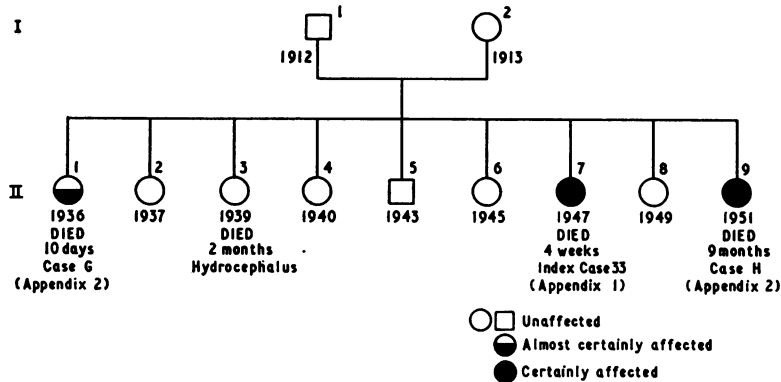 I
1
2
1912
1913
II
1
2
3
4
5
6
7
8
9
1936
1937
1939
1940
1943
1945
1947
1949
1951
DIED
DIED
DIED
DIED
10 days
2 months
4 weeks
9 months
Case G
Hydrocephalus
Index Case 33
Case H
(Appendix 2)
(Appendix 1)
(Appendix 2)
Unaffected
Almost certainly affected
Certainly affected